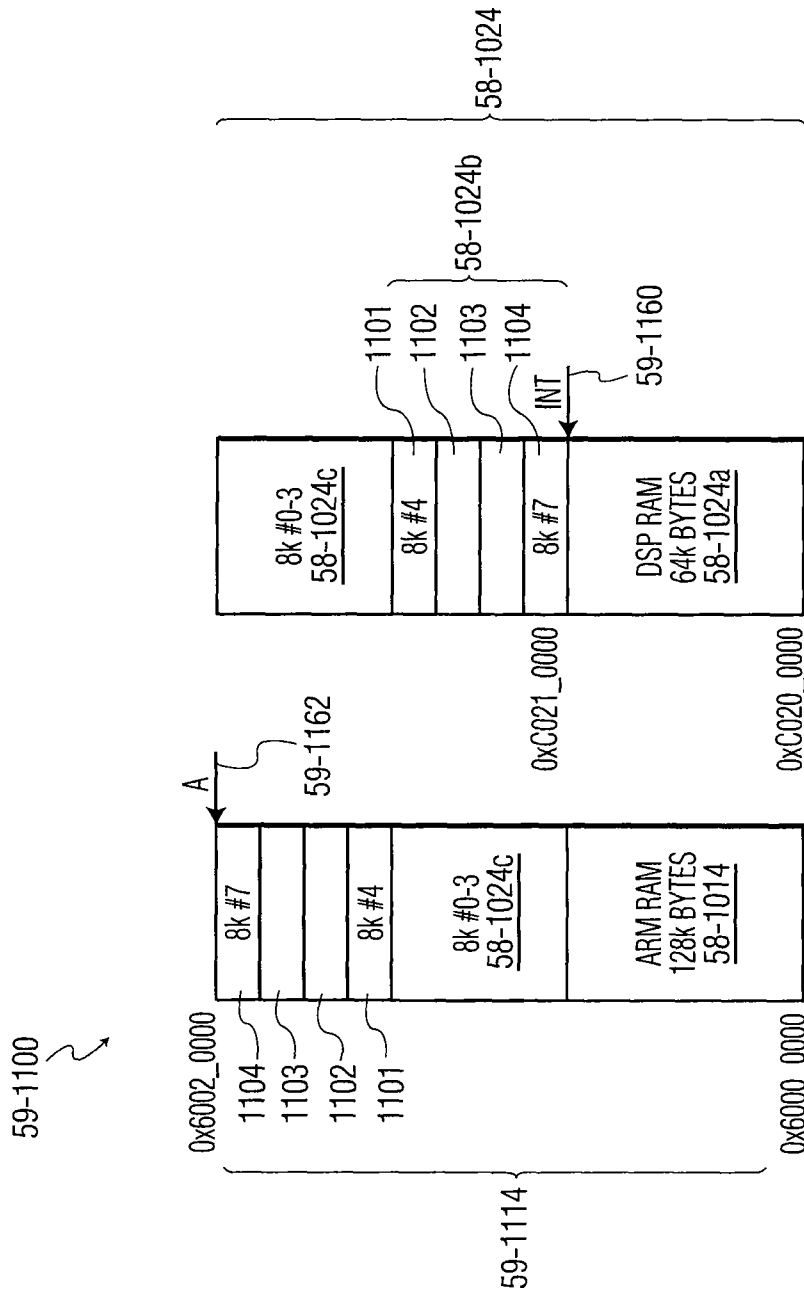 59-1100
0x6002_0000
1104
1103
1102
1101
59-1114
0x6000_0000
8k #7
8k #4
8k #0-3
58-1024c
ARM RAM
128k BYTES
58-1014
A
59-1162
0xC021_0000
0xC020_0000
8k #0-3
58-1024c
8k #4
8k #7
DSP RAM
64k BYTES
58-1024a
1101
1102
1103
1104
INT
59-1160
58-1024b
58-1024